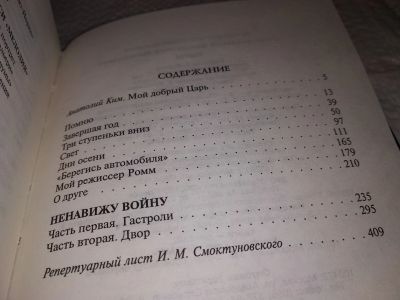 СОДЕРЖАНИЕ
Анатолий Ким. Мой добрый Царь . . . 5
Помню . . . 13
Завершая год . . . 39
Три ступеньки вниз . . . 50
Свет . . . 97
Дни осени . . . 111
«Берегись автомобиля» . . . 165
Мой режиссер Ромм . . . 179
О друге . . . 210
НЕНАВИЖУ ВОЙНУ
Часть первая. Гастроли . . . 235
Часть вторая. Двор . . . 295
Репертуарный лист И. М. Смоктуновского . . . 409